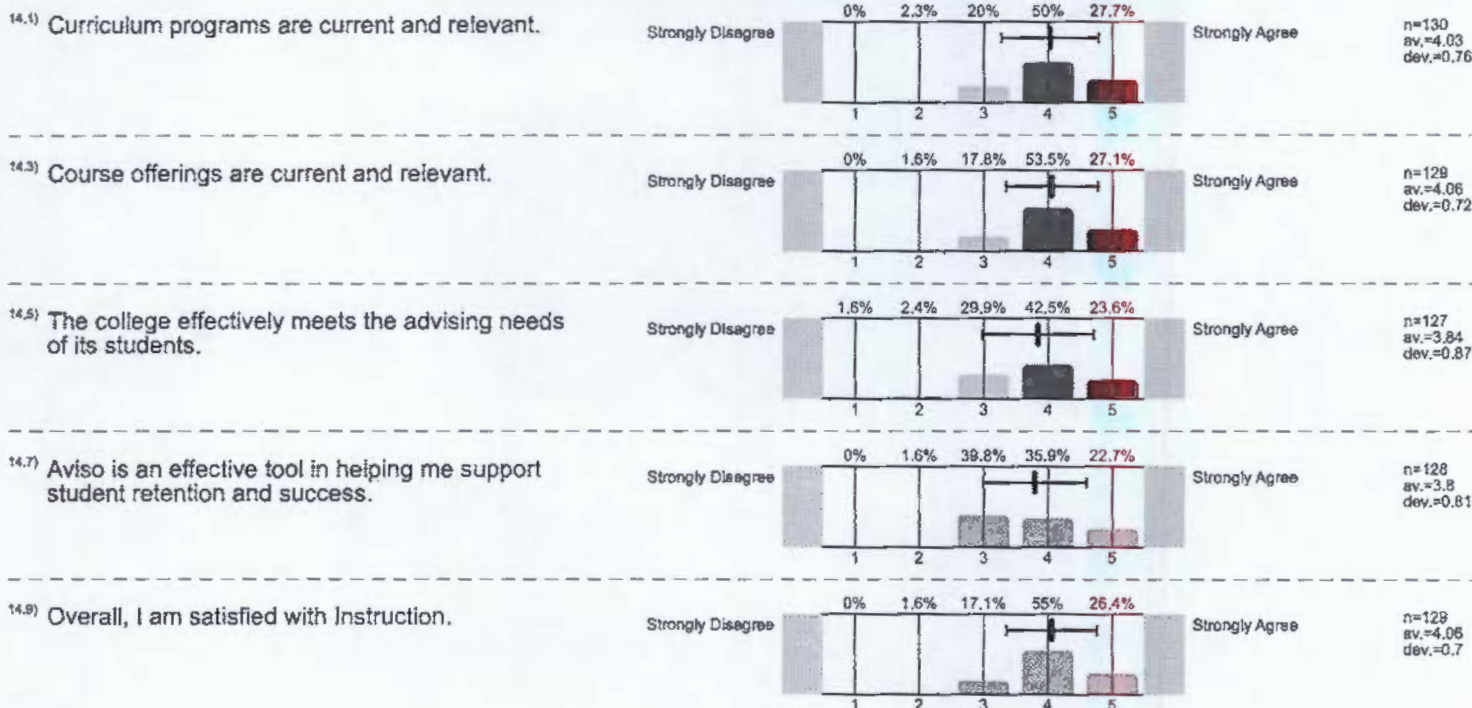 14.1) Curriculum programs are current and relevant.
Strongly Disagree
0% 2.3% 20% 50% 27.7%
1 2 3 4 5
Strongly Agree
n=130
av.=4.03
dev.=0.76
14.3) Course offerings are current and relevant.
Strongly Disagree
0% 1.6% 17.8% 53.5% 27.1%
1 2 3 4 5
Strongly Agree
n=129
av.=4.06
dev.=0.72
14.5) The college effectively meets the advising needs
of its students.
Strongly Disagree
1.6% 2.4% 29.9% 42.5% 23.6%
1 2 3 4 5
Strongly Agree
n=127
av.=3.84
dev.=0.87
14.7) Aviso is an effective tool in helping me support
student retention and success.
Strongly Disagree
0% 1.6% 39.8% 35.9% 22.7%
1 2 3 4 5
Strongly Agree
n=128
av.=3.8
dev.=0.81
14.9) Overall, I am satisfied with Instruction.
Strongly Disagree
0% 1.6% 17.1% 55% 26.4%
1 2 3 4 5
Strongly Agree
n=129
av.=4.06
dev.=0.7